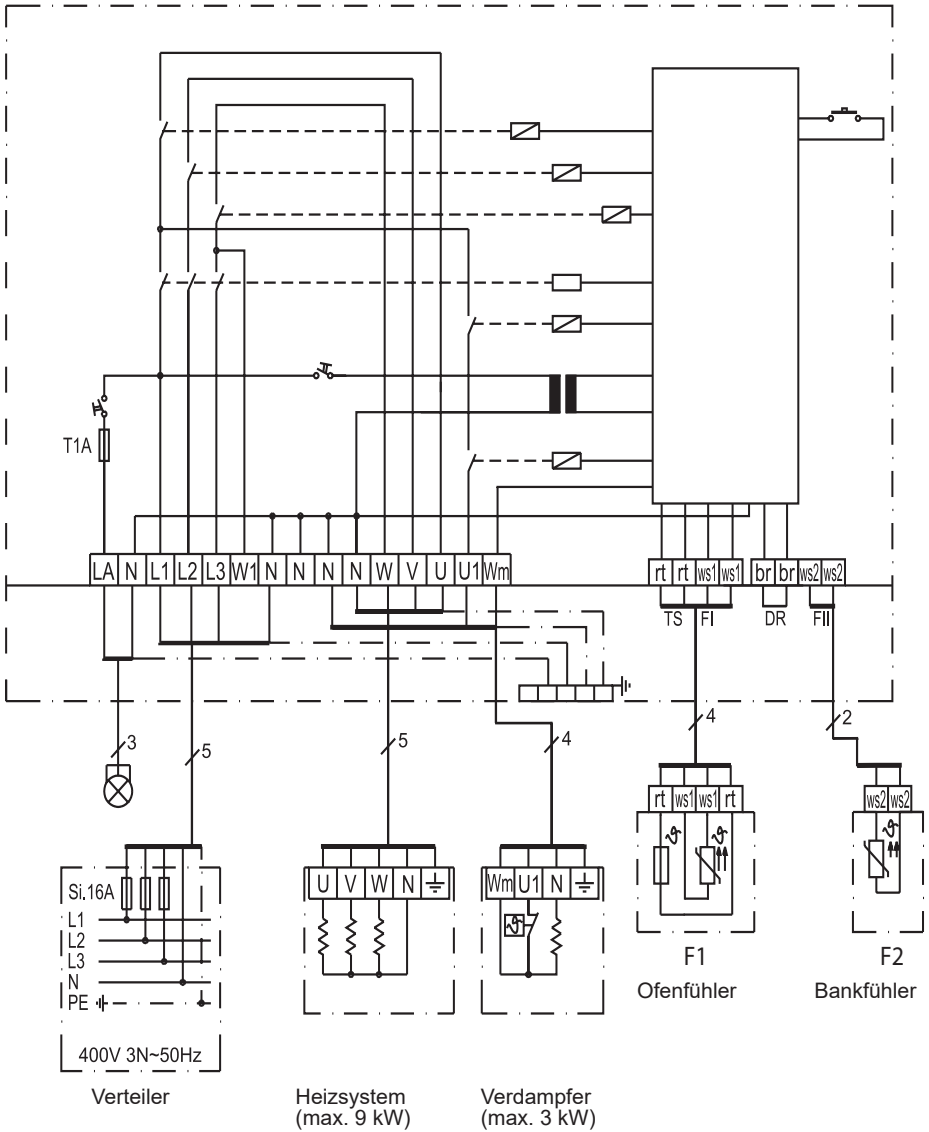 T1A
LA N L1 L2 L3 W1 N N N N W V U U1 Wm
rt rt ws1 ws1 br br ws2 ws2
TS FI DR FII
3 5 5 4 4 2
rt ws1 ws1 rt
ws2 ws2
U V W N
Wm U1 N
Si.16A
L1
L2
L3
N
PE
400V 3N~50Hz
F1
F2
Ofenfühler
Bankfühler
Verteiler
Heizsystem
(max. 9 kW)
Verdampfer
(max. 3 kW)